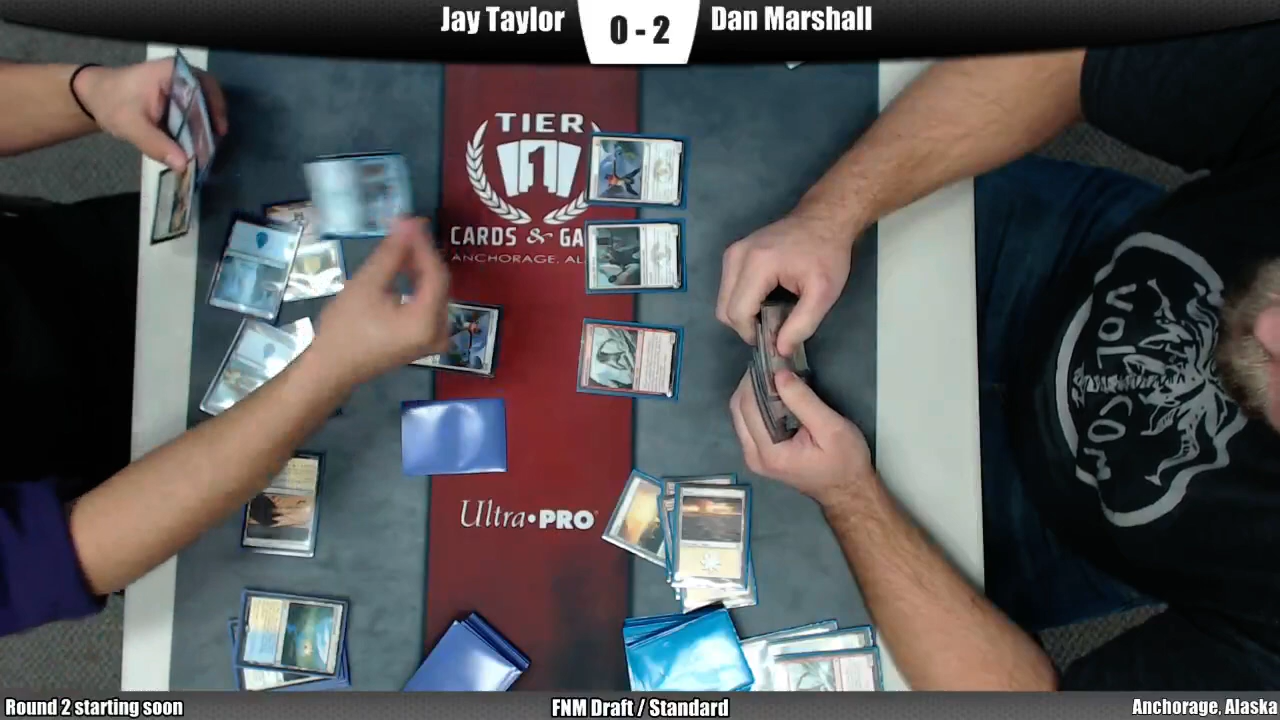 Jay Taylor
0 - 2
Dan Marshall
TIER
1
CARDS & GA
ANCHORAGE, AL
Ultra•PRO
VOLCOM
Round 2 starting soon
FNM Draft / Standard
Anchorage, Alaska